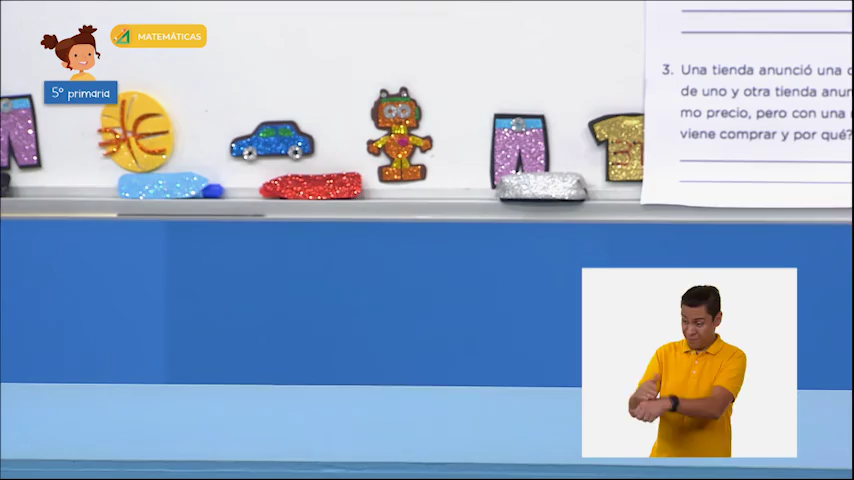 MATEMÁTICAS
5º primaria
3. Una tienda anunció una
de uno y otra tienda anun
mo precio, pero con una
viene comprar y por qué?